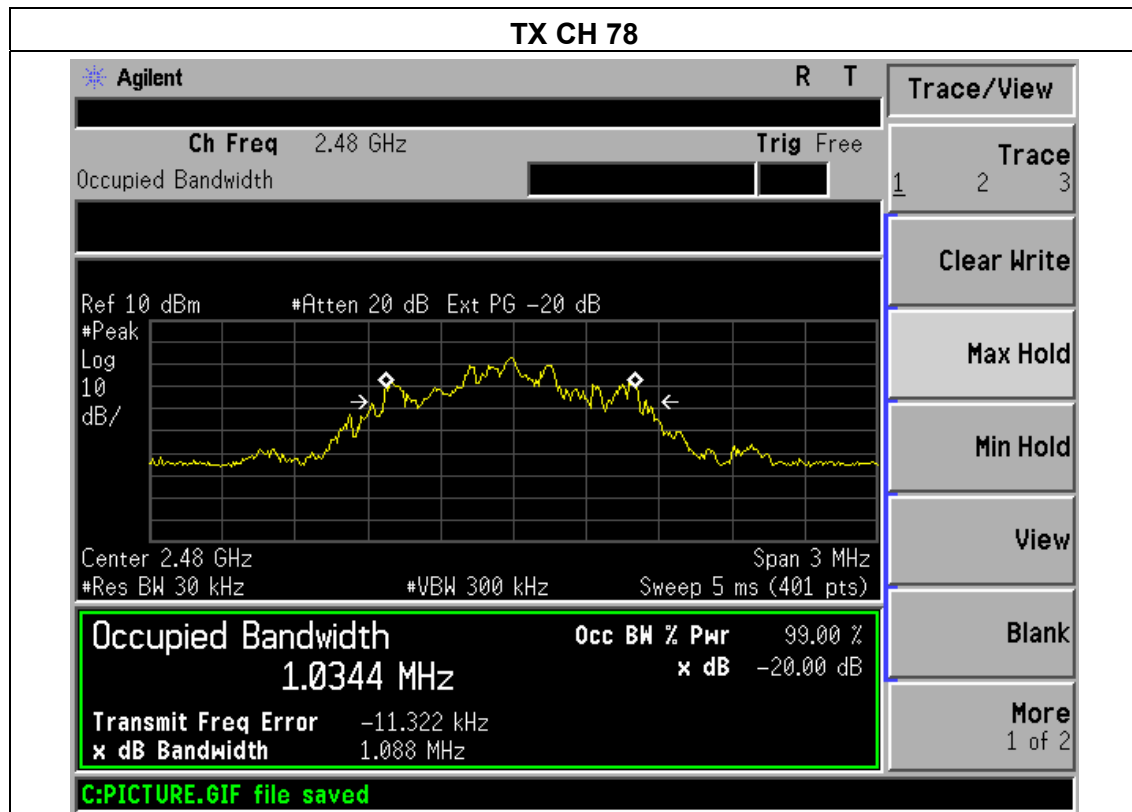 TX CH 78
Agilent R T
Trace/View
Ch Freq 2.48 GHz Trig Free
Occupied Bandwidth
Trace
1 2 3
Clear Write
Ref 10 dBm #Atten 20 dB Ext PG -20 dB
#Peak
Log
10
dB/
Max Hold
Min Hold
View
Center 2.48 GHz Span 3 MHz
#Res BW 30 kHz #VBW 300 kHz Sweep 5 ms (401 pts)
Occupied Bandwidth Occ BW % Pwr 99.00 %
1.0344 MHz x dB -20.00 dB
Blank
Transmit Freq Error -11.322 kHz
x dB Bandwidth 1.088 MHz
More
1 of 2
C:PICTURE.GIF file saved